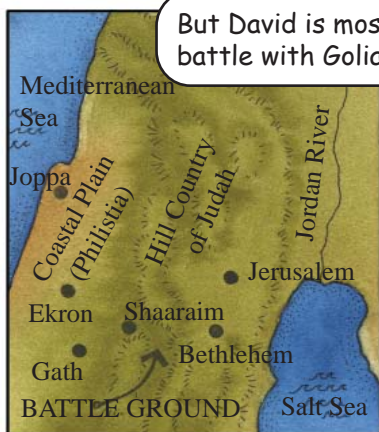 But David is mos
battle with Golia
Mediterranean
Sea
Joppa
Coastal Plain
(Philistia)
Hill Country
of Judah
Jordan River
Jerusalem
Ekron
Shaaraim
Bethlehem
Gath
BATTLE GROUND
Salt Sea